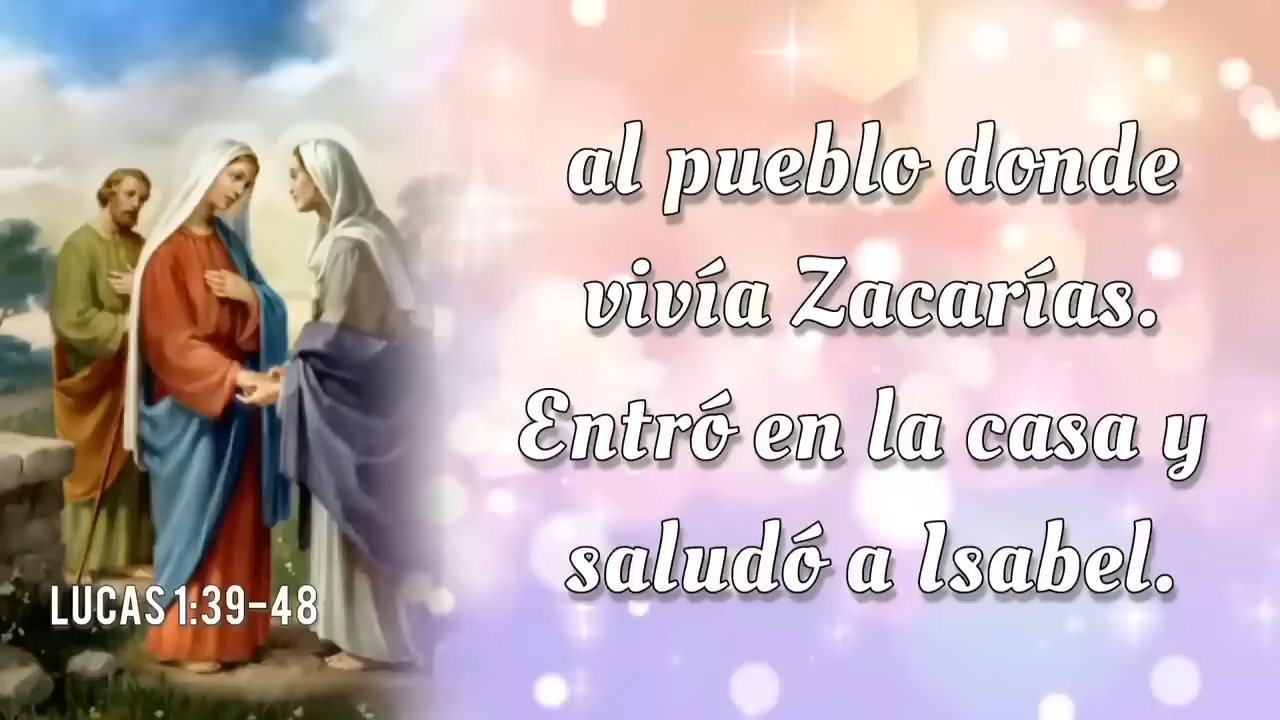 al pueblo donde
vivía Zacarías.
Entró en la casa y
saludó a Isabel.
LUCAS 1:39-48